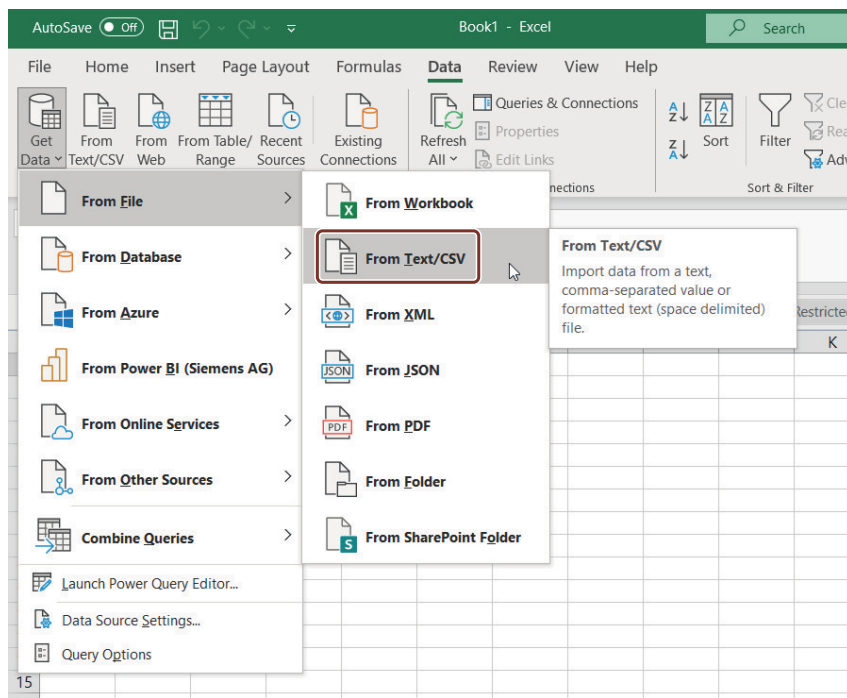 AutoSave Off Book1 - Excel Search
File Home Insert Page Layout Formulas Data Review View Help
Get Data
From Text/CSV
From Web
From Table/ Range
Recent Sources
Existing Connections
Refresh All
Queries & Connections
Properties
Edit Links
Sort
Filter
Sort & Filter
From File
From Database
From Azure
From Power BI (Siemens AG)
From Online Services
From Other Sources
Combine Queries
Launch Power Query Editor...
Data Source Settings...
Query Options
From Workbook
From Text/CSV
From XML
From JSON
From PDF
From Folder
From SharePoint Folder
From Text/CSV
Import data from a text,
comma-separated value or
formatted text (space delimited)
file.
K
15